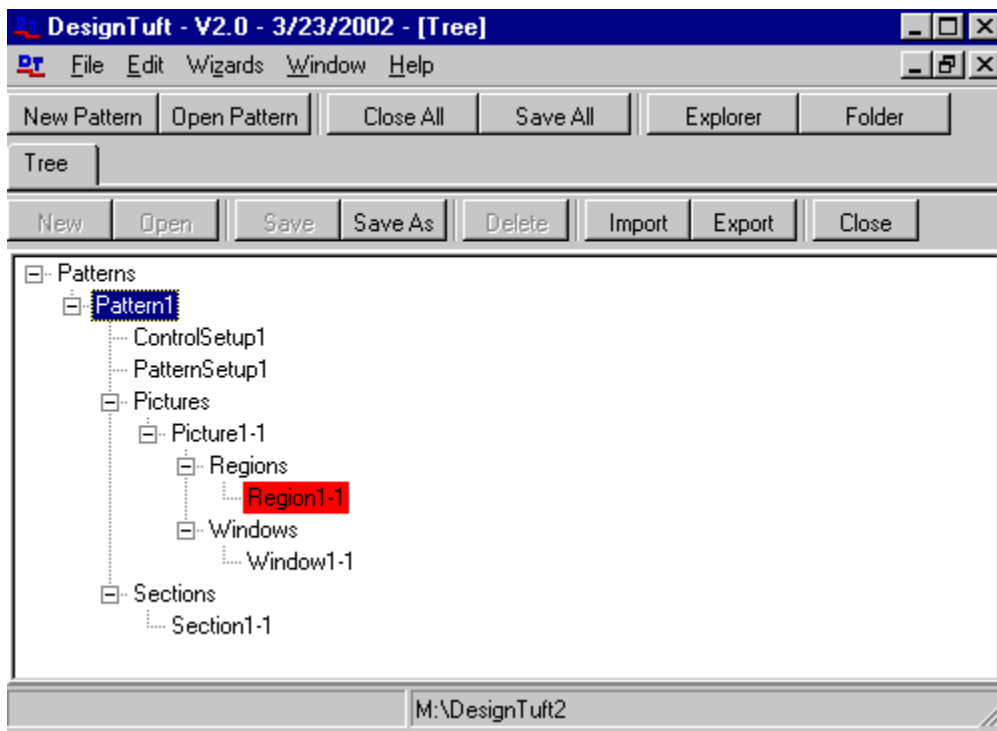 DesignTuft - V2.0 - 3/23/2002 - [Tree]
DT File Edit Wizards Window Help
New Pattern Open Pattern Close All Save All Explorer Folder
Tree
New Open Save Save As Delete Import Export Close
Patterns
Pattern1
ControlSetup1
PatternSetup1
Pictures
Picture1-1
Regions
Region1-1
Windows
Window1-1
Sections
Section1-1
M:\DesignTuft2